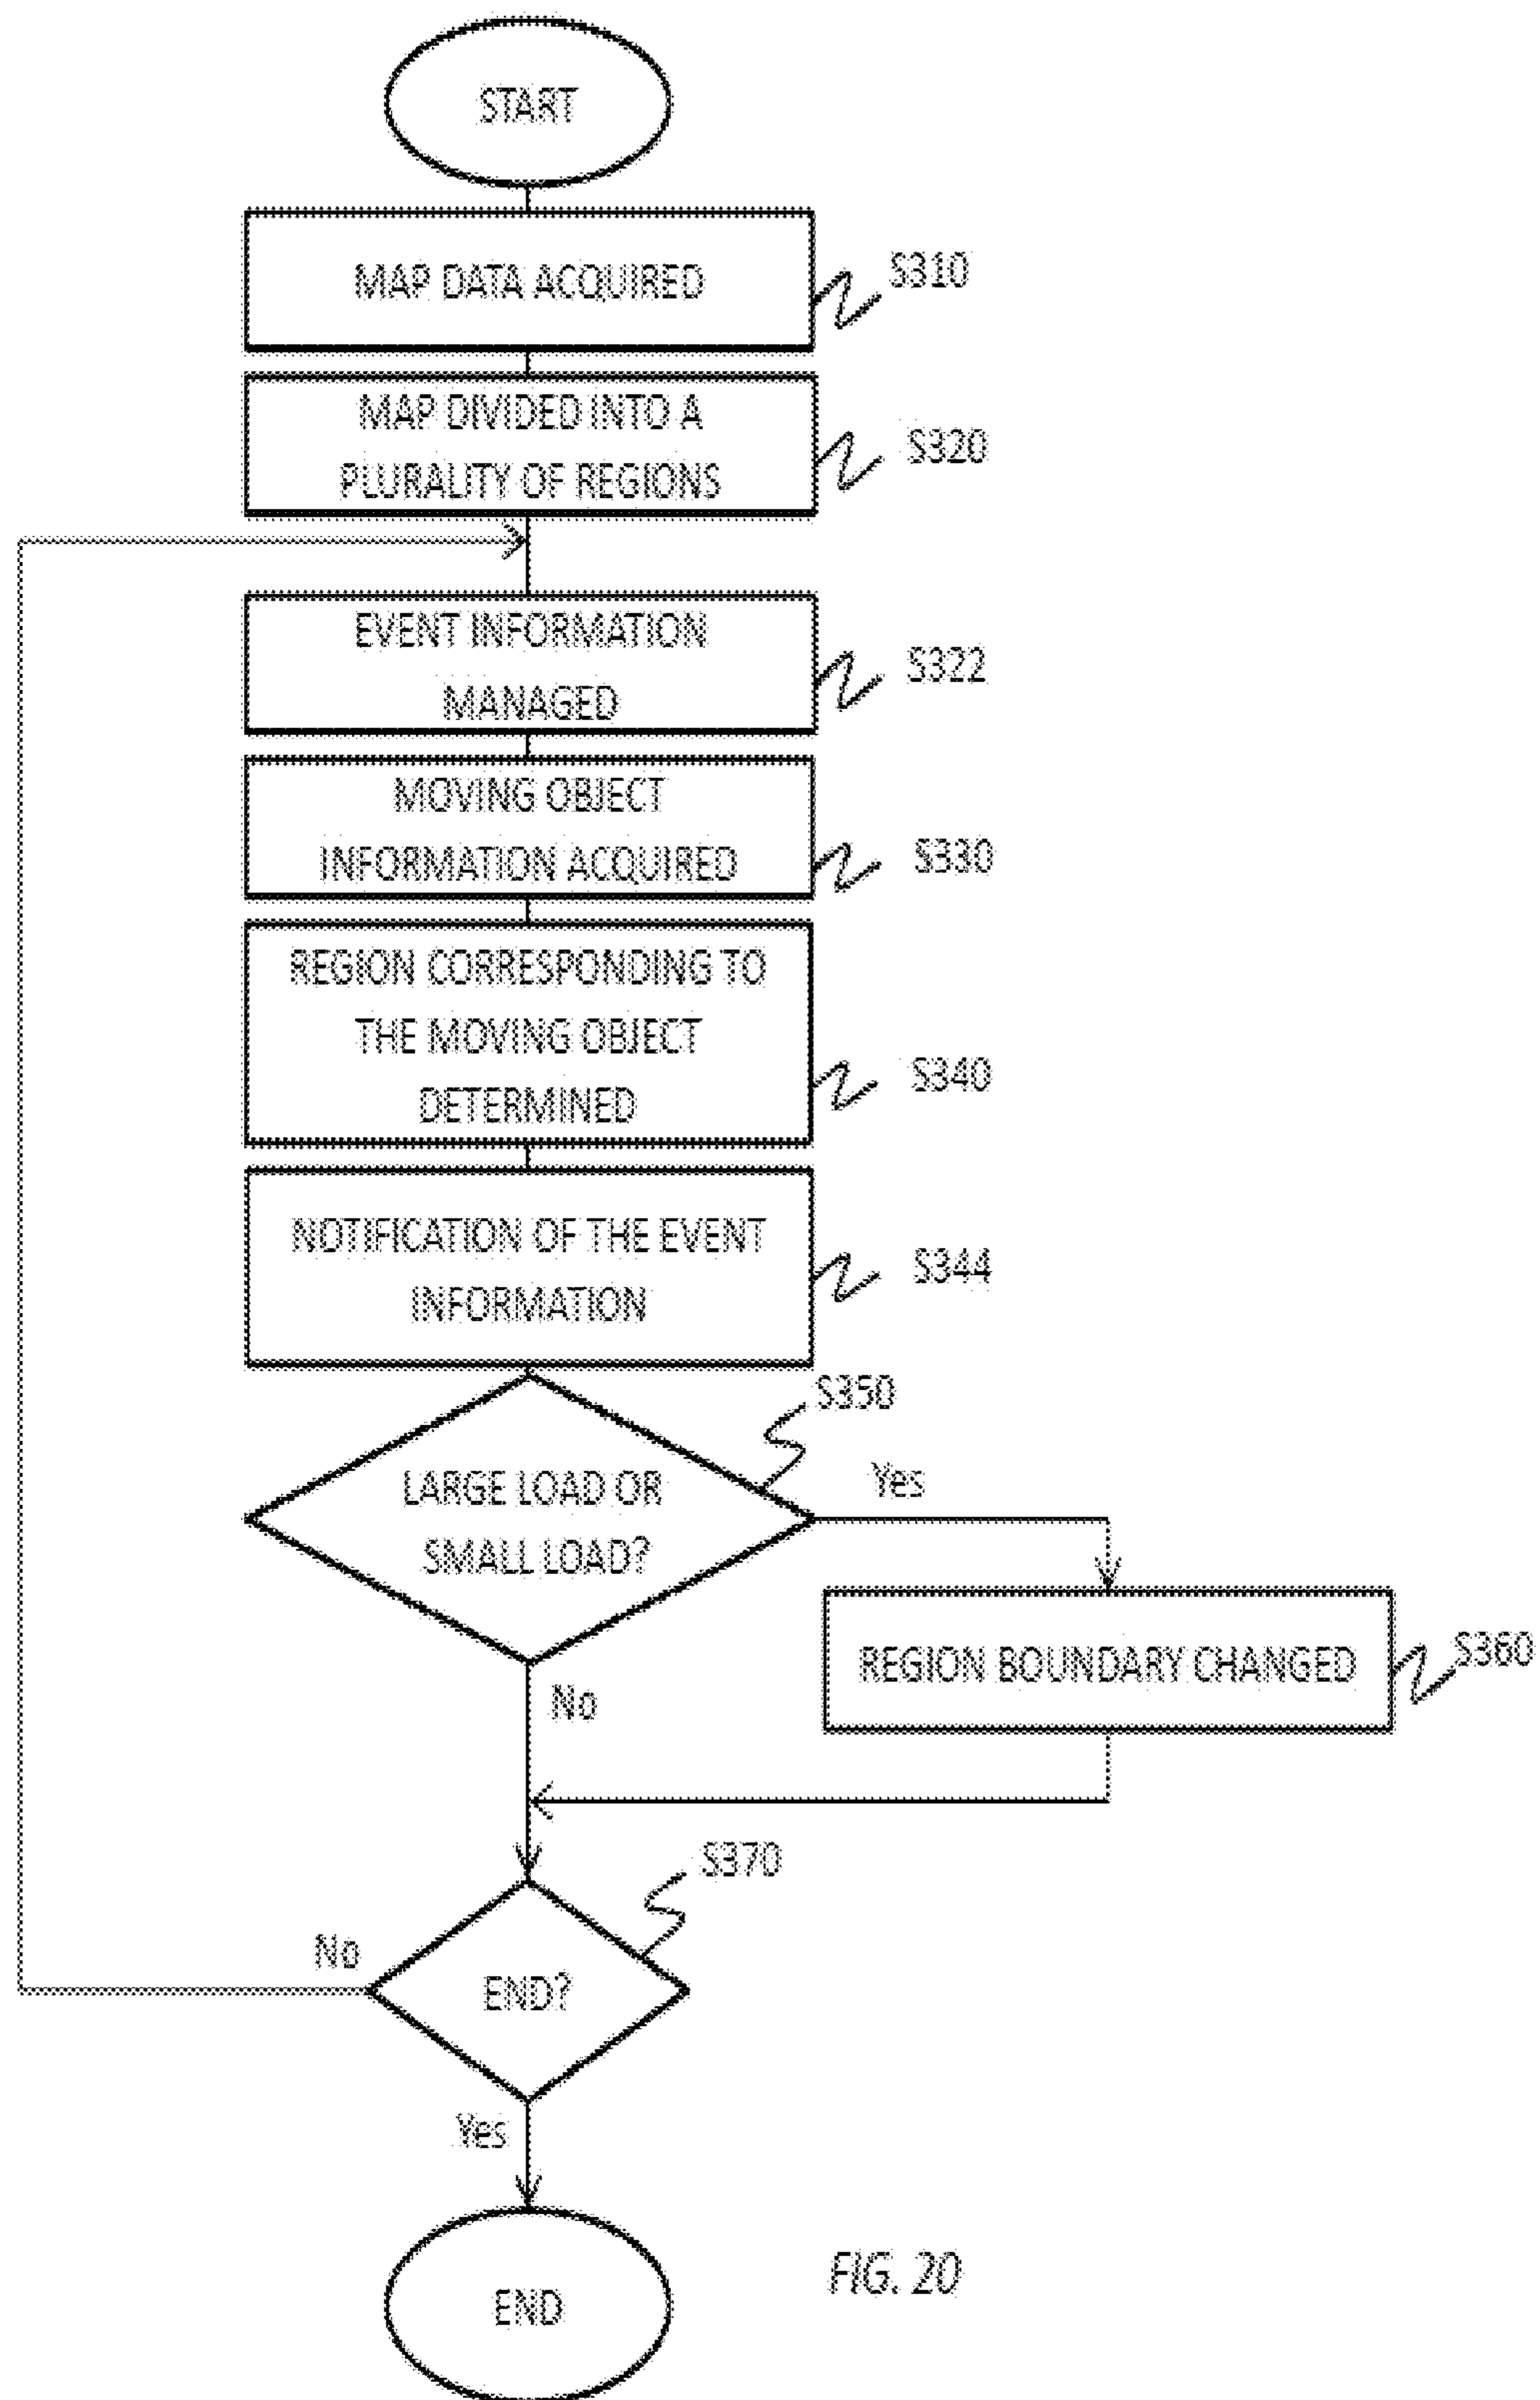 START
MAP DATA ACQUIRED
S310
MAP DIVIDED INTO A
PLURALITY OF REGIONS
S320
EVENT INFORMATION
MANAGED
S322
MOVING OBJECT
INFORMATION ACQUIRED
S330
REGION CORRESPONDING TO
THE MOVING OBJECT
DETERMINED
S340
NOTIFICATION OF THE EVENT
INFORMATION
S344
S350
LARGE LOAD OR
SMALL LOAD?
Yes
REGION BOUNDARY CHANGED
S360
No
S370
No
END?
Yes
END
FIG. 20